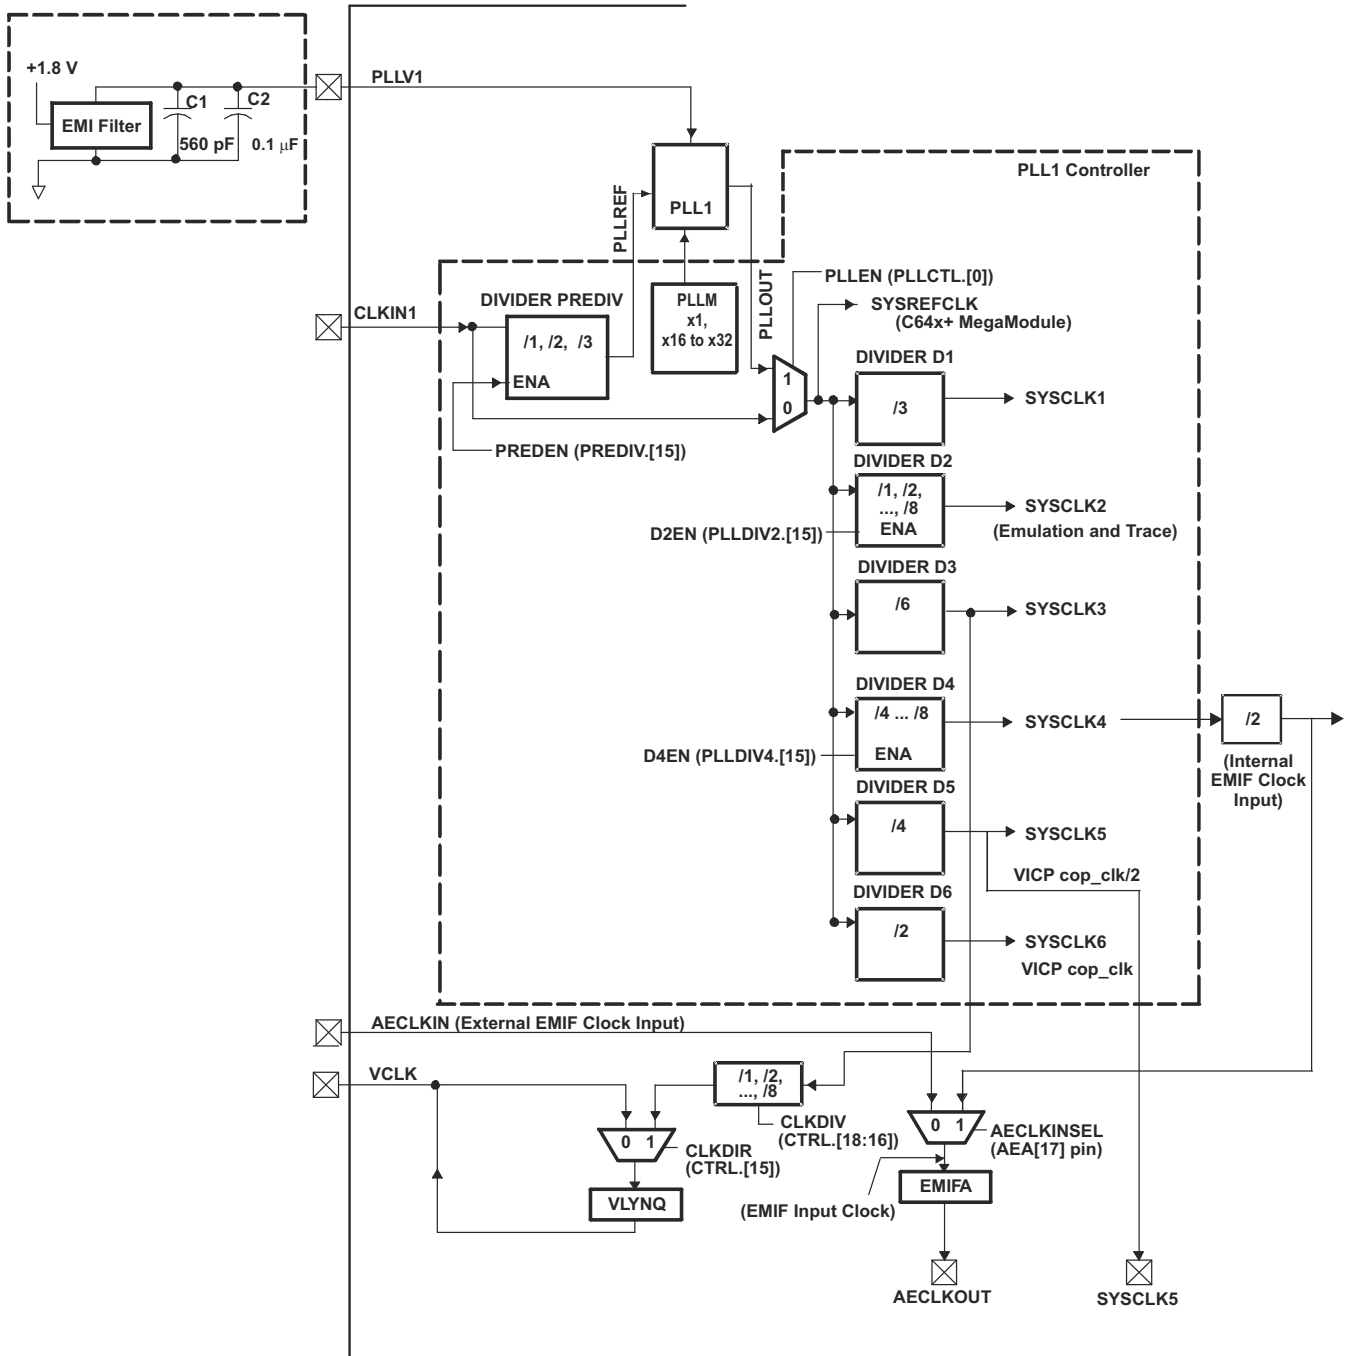 +1.8 V
EMI Filter
C1
C2
560 pF
0.1 μF
PLLV1
PLL1 Controller
PLLREF
PLL1
PLLOUT
PLLEN (PLLCTL.[0])
SYSREFCLK
(C64x+ MegaModule)
CLKIN1
DIVIDER PREDIV
/1, /2, /3
ENA
PLLM
x1,
x16 to x32
1
0
PREDEN (PREDIV.[15])
DIVIDER D1
/3
SYSCLK1
DIVIDER D2
/1, /2,
..., /8
ENA
SYSCLK2
(Emulation and Trace)
D2EN (PLLDIV2.[15])
DIVIDER D3
/6
SYSCLK3
DIVIDER D4
/4 ... /8
ENA
SYSCLK4
D4EN (PLLDIV4.[15])
/2
(Internal
EMIF Clock
Input)
DIVIDER D5
/4
SYSCLK5
VICP cop_clk/2
DIVIDER D6
/2
SYSCLK6
VICP cop_clk
AECLKIN (External EMIF Clock Input)
VCLK
/1, /2,
..., /8
CLKDIV
(CTRL.[18:16])
0 1
CLKDIR
(CTRL.[15])
VLYNQ
0 1
AECLKINSEL
(AEA[17] pin)
EMIFA
(EMIF Input Clock)
AECLKOUT
SYSCLK5